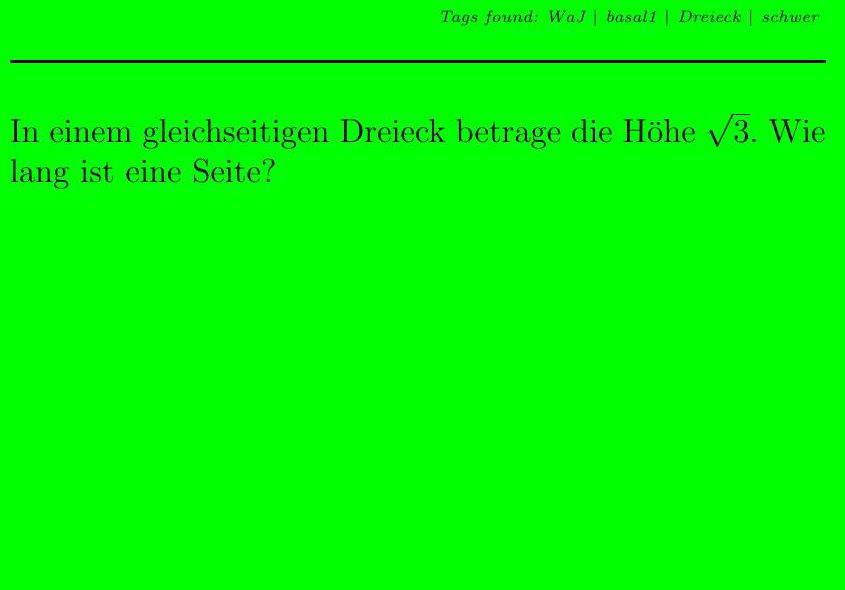 Tags found: WaJ | basal1 | Dreieck | schwer
In einem gleichseitigen Dreieck betrage die Höhe √3. Wie
lang ist eine Seite?